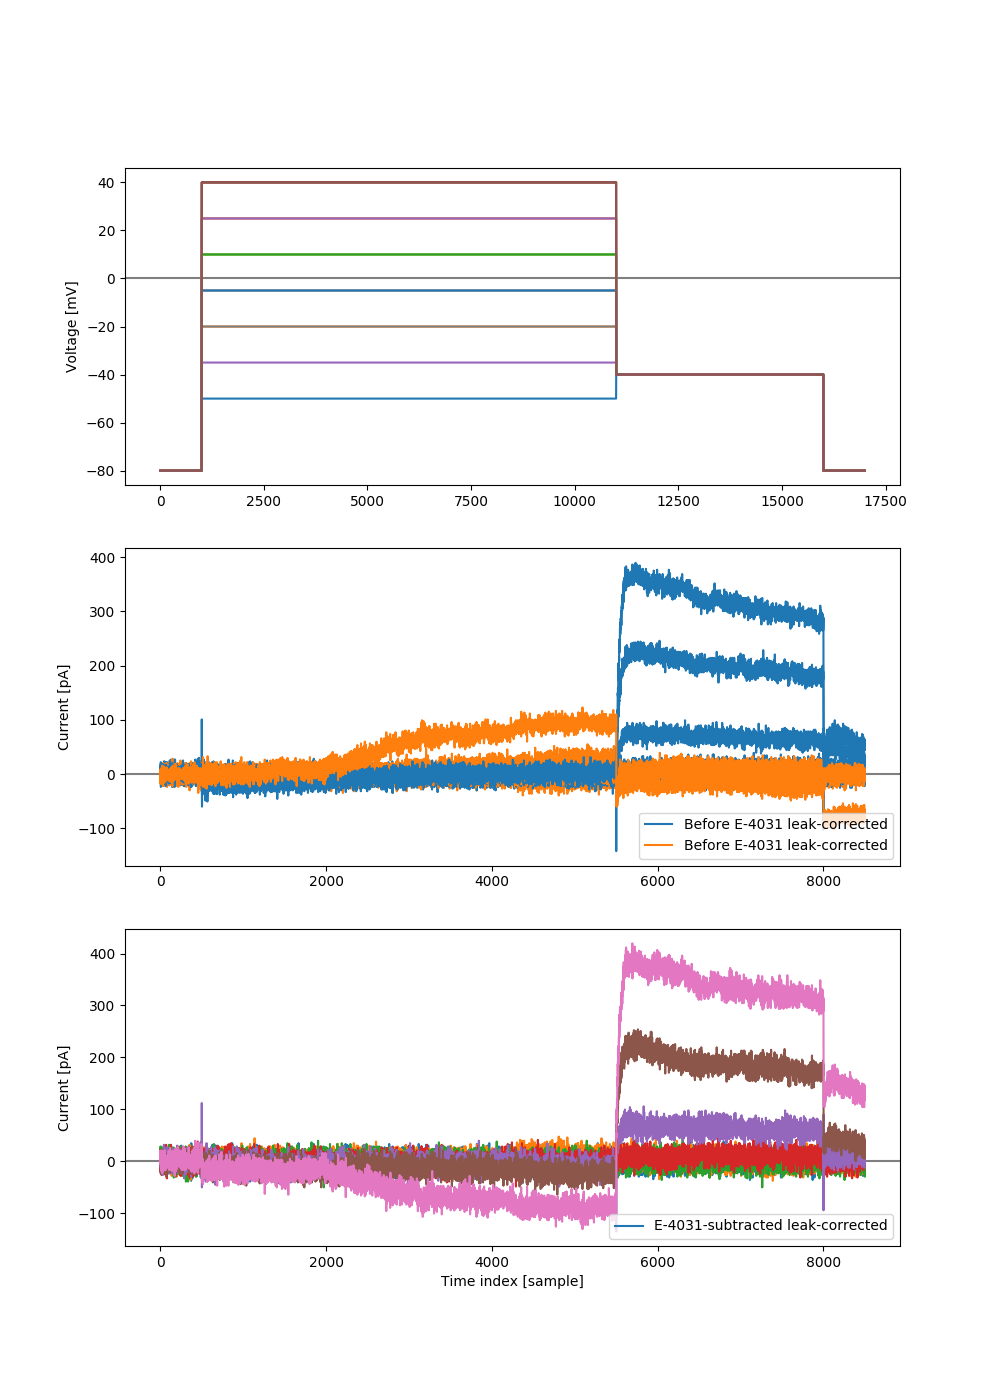 40
20
0
−20
−40
−60
−80
Voltage [mV]
0 2500 5000 7500 10000 12500 15000 17500
400
300
200
100
0
−100
Current [pA]
Before E-4031 leak-corrected
Before E-4031 leak-corrected
0 2000 4000 6000 8000
400
300
200
100
0
−100
Current [pA]
E-4031-subtracted leak-corrected
0 2000 4000 6000 8000
Time index [sample]